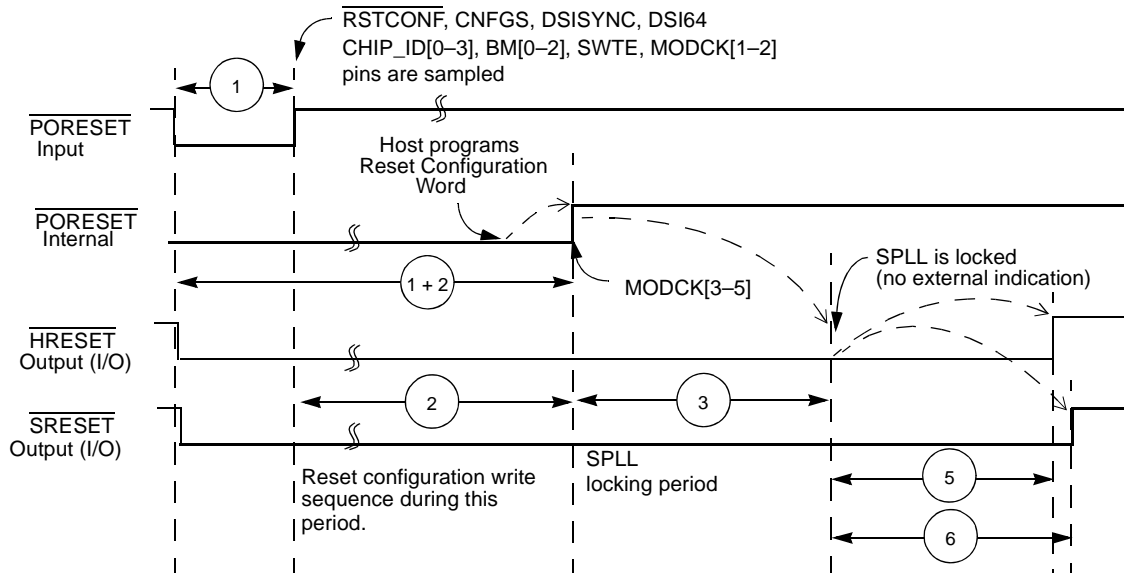 RSTCONF, CNFGS, DSISYNC, DSI64
CHIP_ID[0–3], BM[0–2], SWTE, MODCK[1–2]
pins are sampled
1
PORESET
Input
Host programs
Reset Configuration
Word
PORESET
Internal
1 + 2
MODCK[3–5]
SPLL is locked
(no external indication)
HRESET
Output (I/O)
2
3
SRESET
Output (I/O)
Reset configuration write
sequence during this
period.
SPLL
locking period
5
6